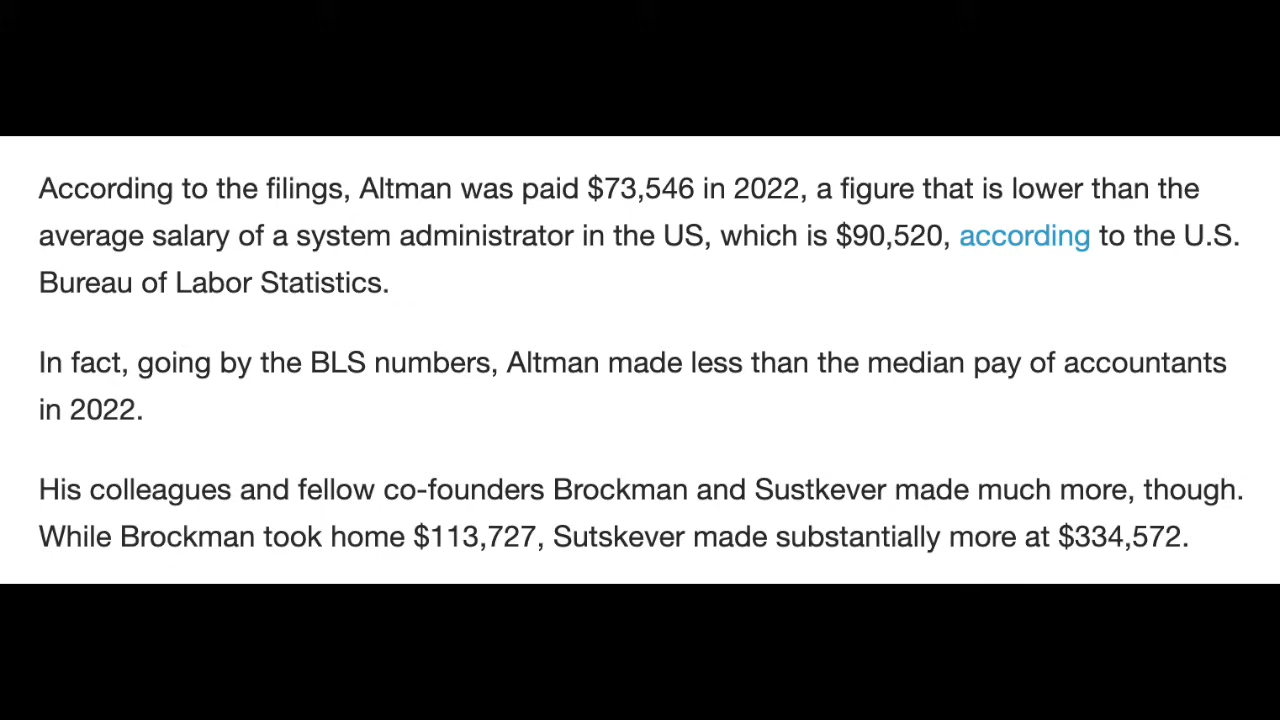 According to the filings, Altman was paid $73,546 in 2022, a figure that is lower than the
average salary of a system administrator in the US, which is $90,520, according to the U.S.
Bureau of Labor Statistics.
In fact, going by the BLS numbers, Altman made less than the median pay of accountants
in 2022.
His colleagues and fellow co-founders Brockman and Sustkever made much more, though.
While Brockman took home $113,727, Sutskever made substantially more at $334,572.